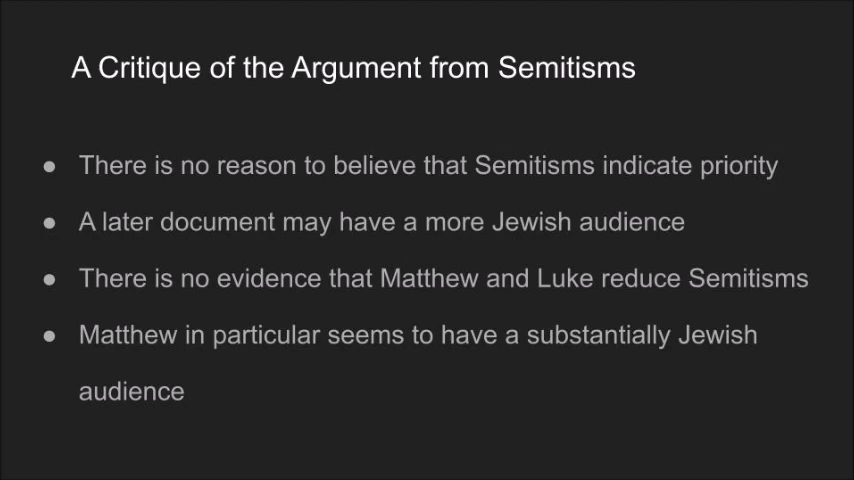 A Critique of the Argument from Semitisms
● There is no reason to believe that Semitisms indicate priority
● A later document may have a more Jewish audience
● There is no evidence that Matthew and Luke reduce Semitisms
● Matthew in particular seems to have a substantially Jewish
audience